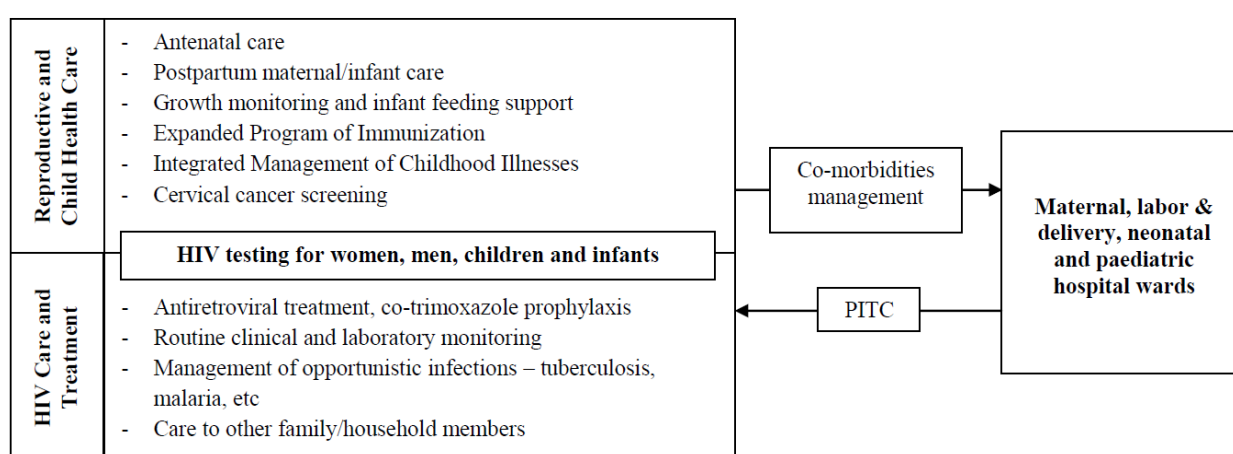 Reproductive and
Child Health Care
- Antenatal care
- Postpartum maternal/infant care
- Growth monitoring and infant feeding support
- Expanded Program of Immunization
- Integrated Management of Childhood Illnesses
- Cervical cancer screening
HIV testing for women, men, children and infants
HIV Care and
Treatment
- Antiretroviral treatment, co-trimoxazole prophylaxis
- Routine clinical and laboratory monitoring
- Management of opportunistic infections – tuberculosis,
malaria, etc
- Care to other family/household members
Co-morbidities
management
PITC
Maternal, labor &
delivery, neonatal
and paediatric
hospital wards